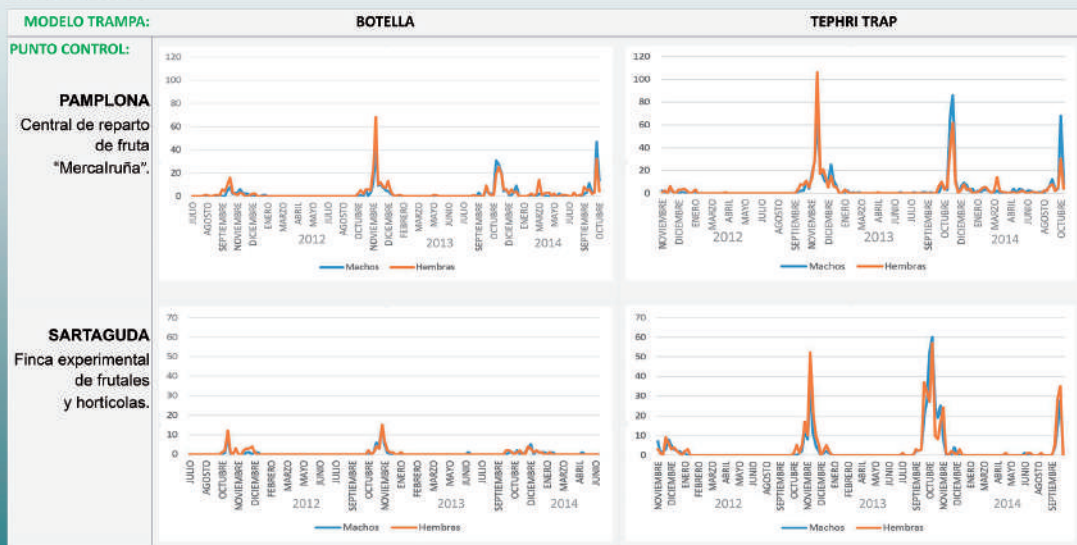 MODELO TRAMPA: BOTELLA TEPHRI TRAP
PUNTO CONTROL:
PAMPLONA
Central de reparto
de fruta
"Mercalruña".
120
100
80
60
40
20
0
JULIO AGOSTO SEPTIEMBRE NOVIEMBRE DICIEMBRE ENERO MARZO ABRIL MAYO JUNIO JULIO AGOSTO SEPTIEMBRE OCTUBRE NOVIEMBRE DICIEMBRE FEBRERO MARZO ABRIL MAYO JUNIO JULIO SEPTIEMBRE OCTUBRE DICIEMBRE ENERO MARZO MAYO JULIO SEPTIEMBRE OCTUBRE
2012 2013 2014
Machos Hembras
120
100
80
60
40
20
0
NOVIEMBRE DICIEMBRE ENERO MARZO ABRIL MAYO JULIO AGOSTO SEPTIEMBRE NOVIEMBRE DICIEMBRE ENERO MARZO ABRIL MAYO JUNIO JULIO SEPTIEMBRE OCTUBRE DICIEMBRE ENERO MARZO ABRIL MAYO JUNIO AGOSTO OCTUBRE
2012 2013 2014
Machos Hembras
SARTAGUDA
Finca experimental
de frutales
y horticolas.
70
60
50
40
30
20
10
0
JULIO AGOSTO OCTUBRE NOVIEMBRE DICIEMBRE FEBRERO MARZO MAYO JUNIO JULIO SEPTIEMBRE OCTUBRE NOVIEMBRE ENERO FEBRERO MARZO MAYO JUNIO JULIO SEPTIEMBRE OCTUBRE DICIEMBRE ENERO MARZO ABRIL JUNIO
2012 2013 2014
Machos Hembras
70
60
50
40
30
20
10
0
NOVIEMBRE DICIEMBRE ENERO FEBRERO MARZO ABRIL MAYO JUNIO JULIO AGOSTO SEPTIEMBRE OCTUBRE NOVIEMBRE DICIEMBRE ENERO FEBRERO MARZO ABRIL MAYO JUNIO JULIO AGOSTO SEPTIEMBRE OCTUBRE NOVIEMBRE DICIEMBRE ENERO MARZO ABRIL MAYO JUNIO AGOSTO SEPTIEMBRE
2012 2013 2014
Machos Hembras